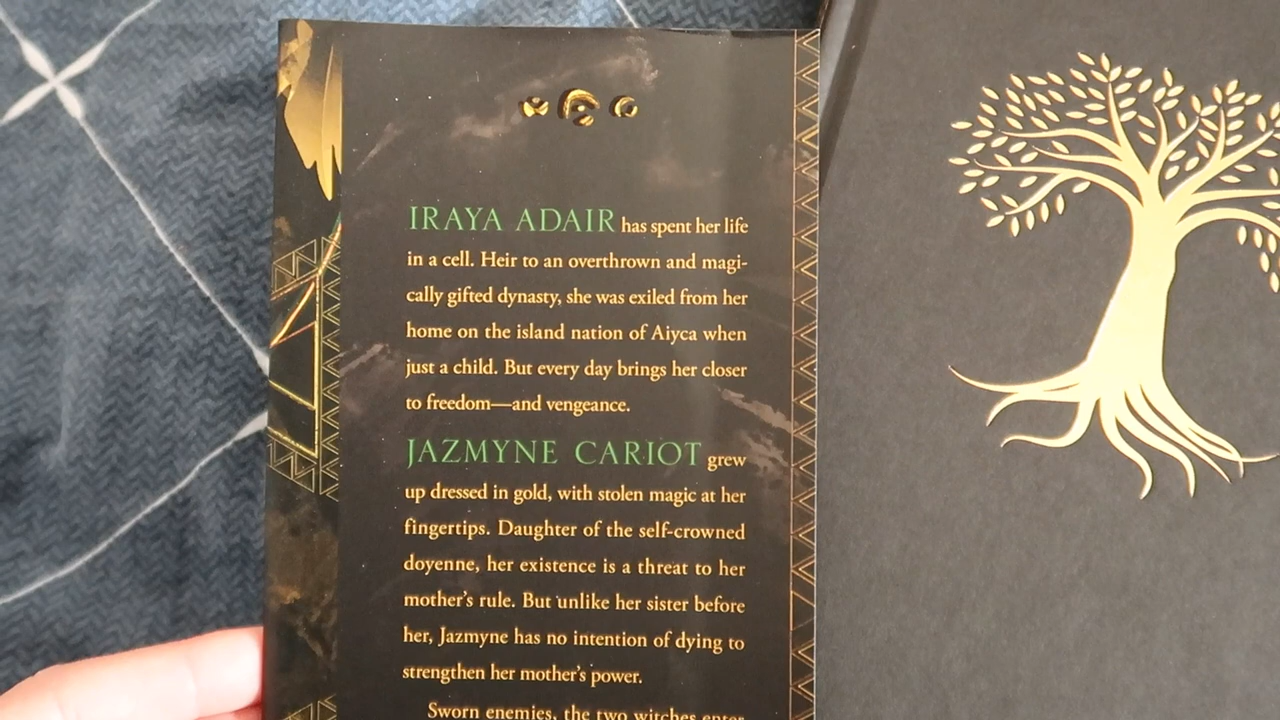 IRAYA ADAIR has spent her life
in a cell. Heir to an overthrown and magi-
cally gifted dynasty, she was exiled from her
home on the island nation of Aiyca when
just a child. But every day brings her closer
to freedom—and vengeance.
JAZMYNE CARIOT grew
up dressed in gold, with stolen magic at her
fingertips. Daughter of the self-crowned
doyenne, her existence is a threat to her
mother's rule. But unlike her sister before
her, Jazmyne has no intention of dying to
strengthen her mother's power.
Sworn enemies, the two witches enter